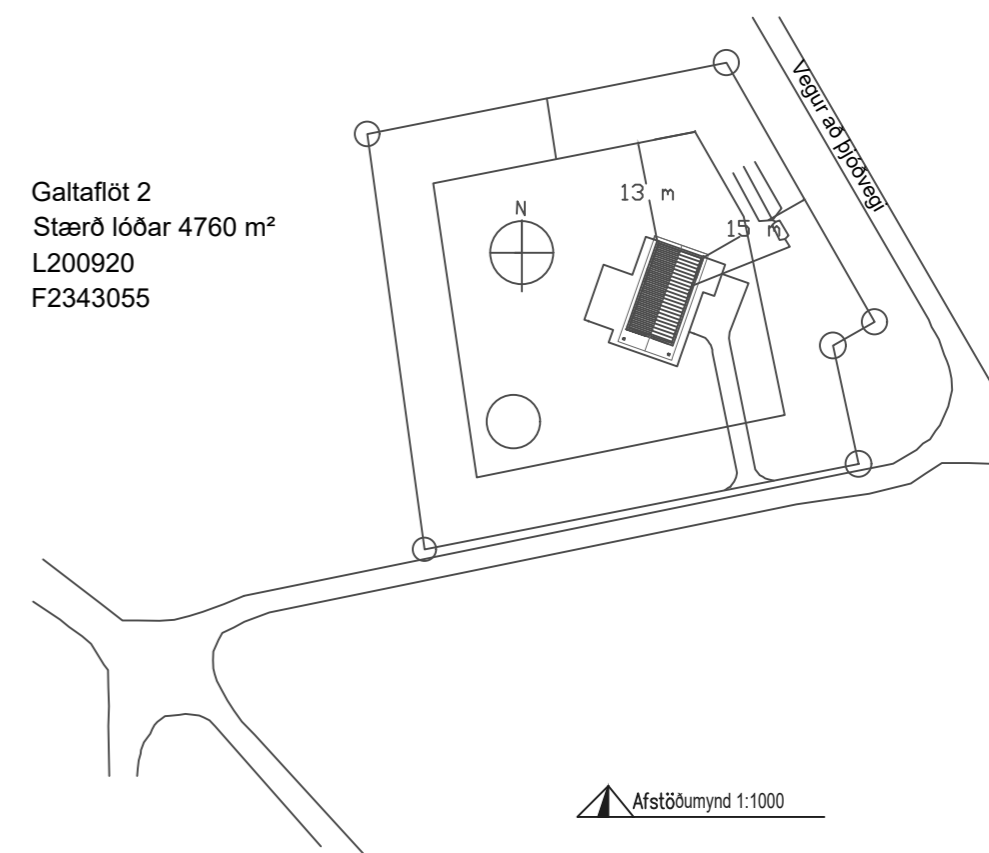 Galtaflöt 2
Stærð lóðar 4760 m²
L200920
F2343055
Vegur að þjóðvegi
13 m
N
15 m
Afstöðumynd 1:1000